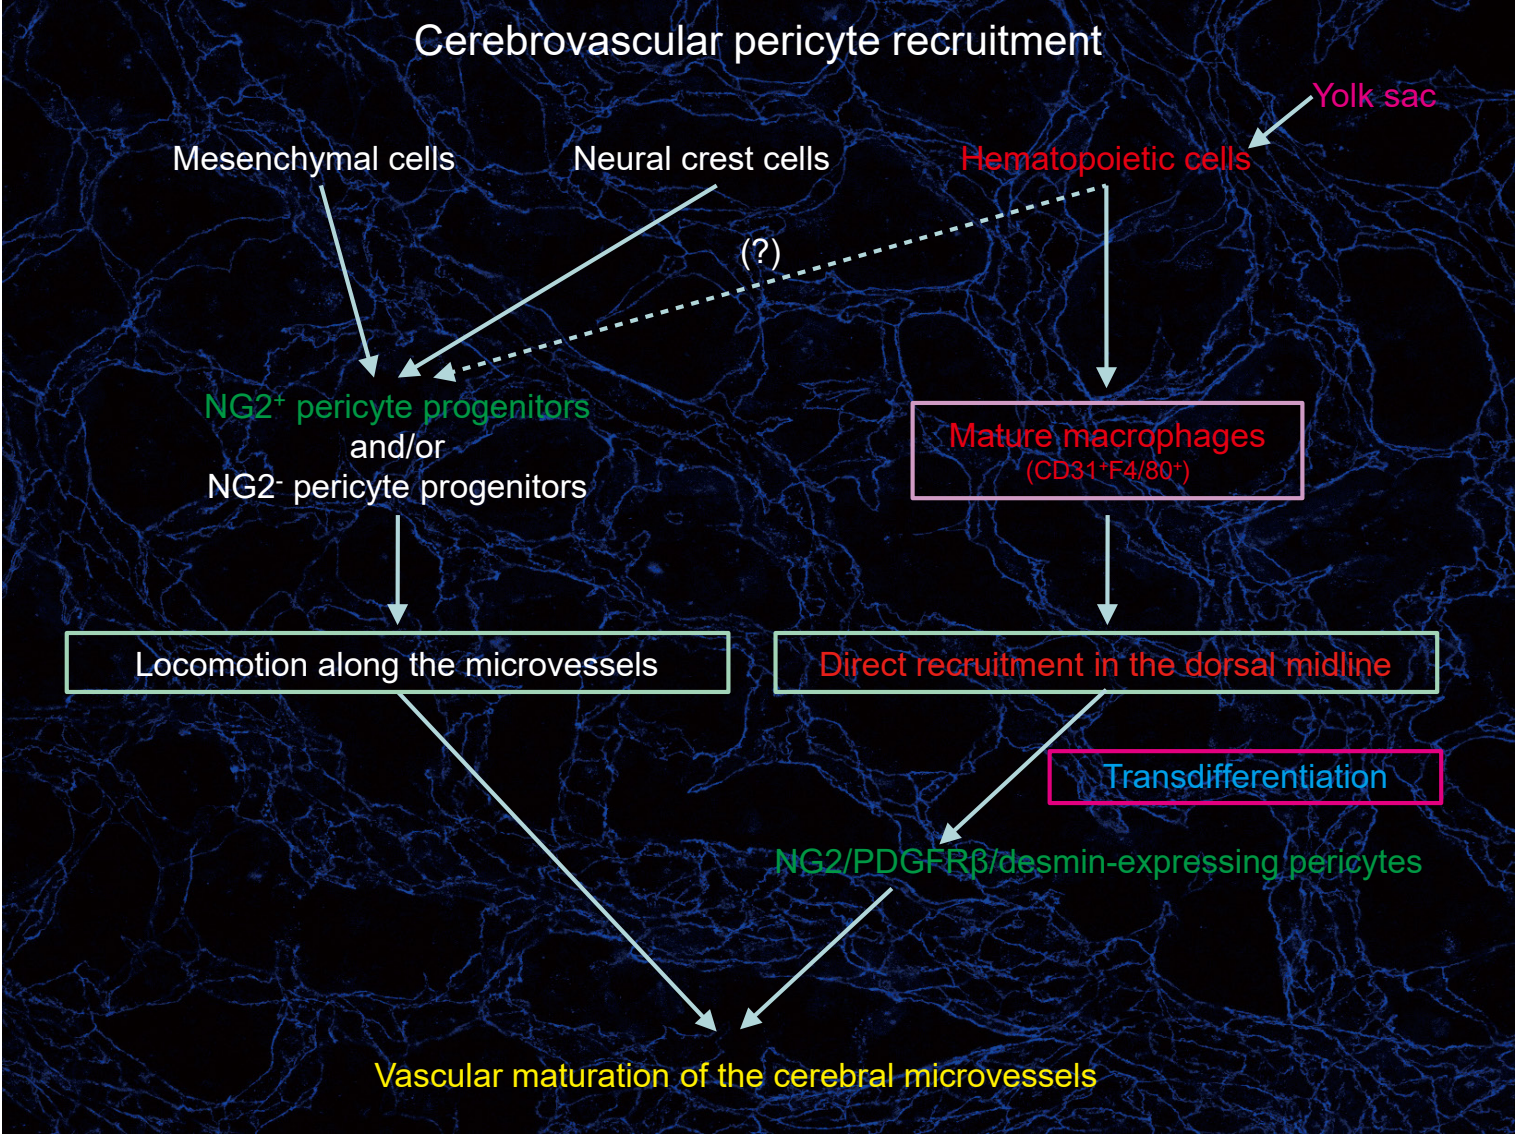 Cerebrovascular pericyte recruitment
Yolk sac
Mesenchymal cells
Neural crest cells
Hematopoietic cells
(?)
NG2⁺ pericyte progenitors
and/or
NG2⁻ pericyte progenitors
Mature macrophages
(CD31⁺F4/80⁺)
Locomotion along the microvessels
Direct recruitment in the dorsal midline
Transdifferentiation
NG2/PDGFRβ/desmin-expressing pericytes
Vascular maturation of the cerebral microvessels